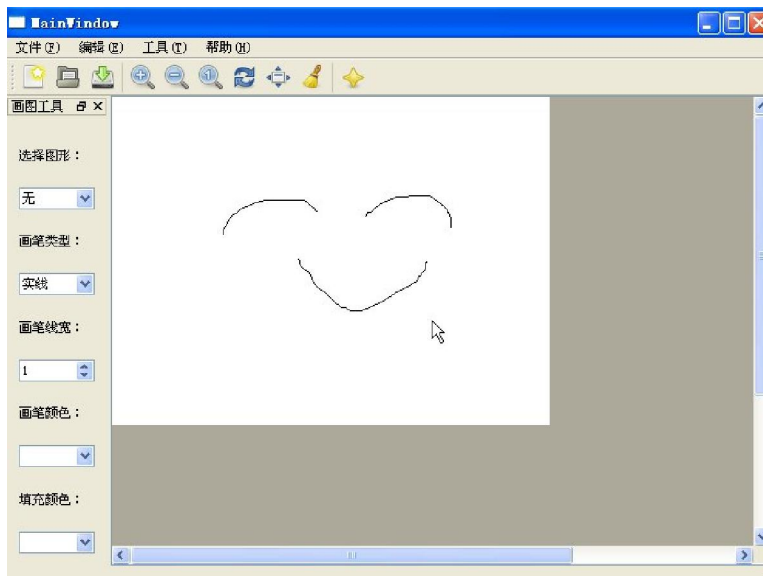 MainWindow
文件(F) 编辑(E) 工具(T) 帮助(H)
画图工具
选择图形：
无
画笔类型：
实线
画笔线宽：
1
画笔颜色：
填充颜色：